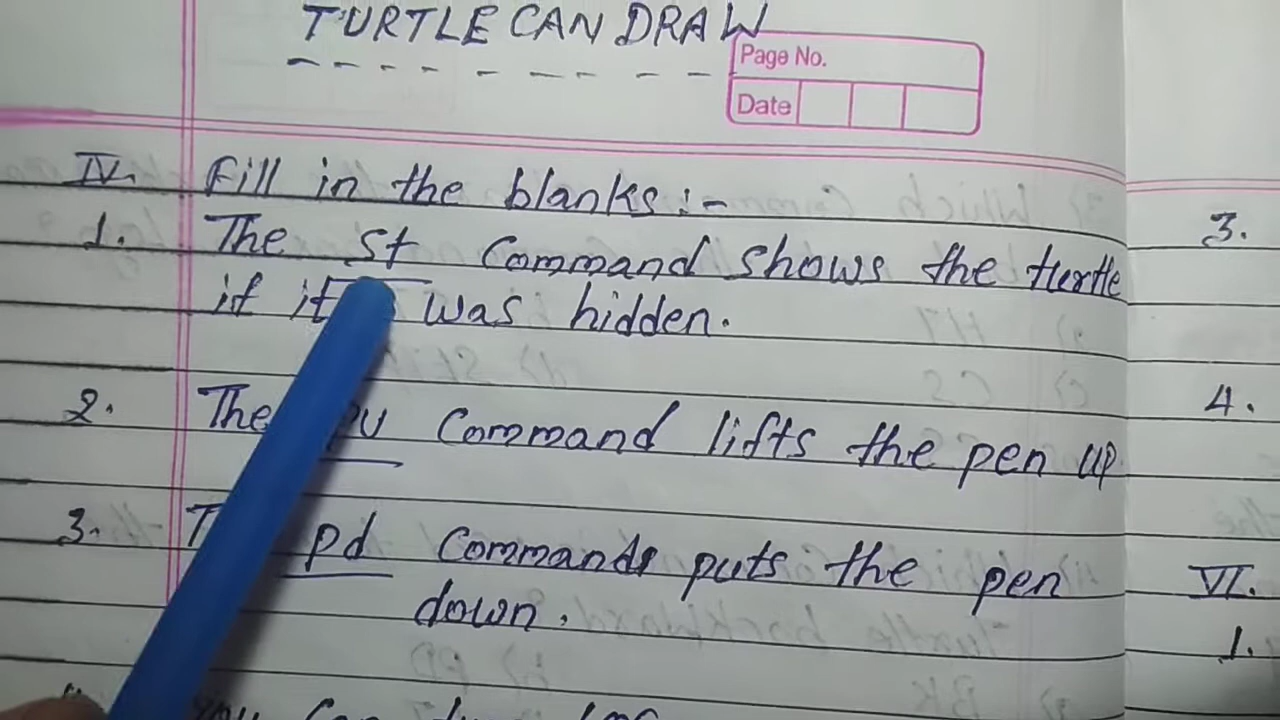 TURTLE CAN DRAW
Page No.
Date
IV. Fill in the blanks :-
1. The st Command shows the turtle
if it was hidden.
2. The pu Command lifts the pen up
3. pd Commands puts the pen
down.
you can
3.
4.
VI.
1.